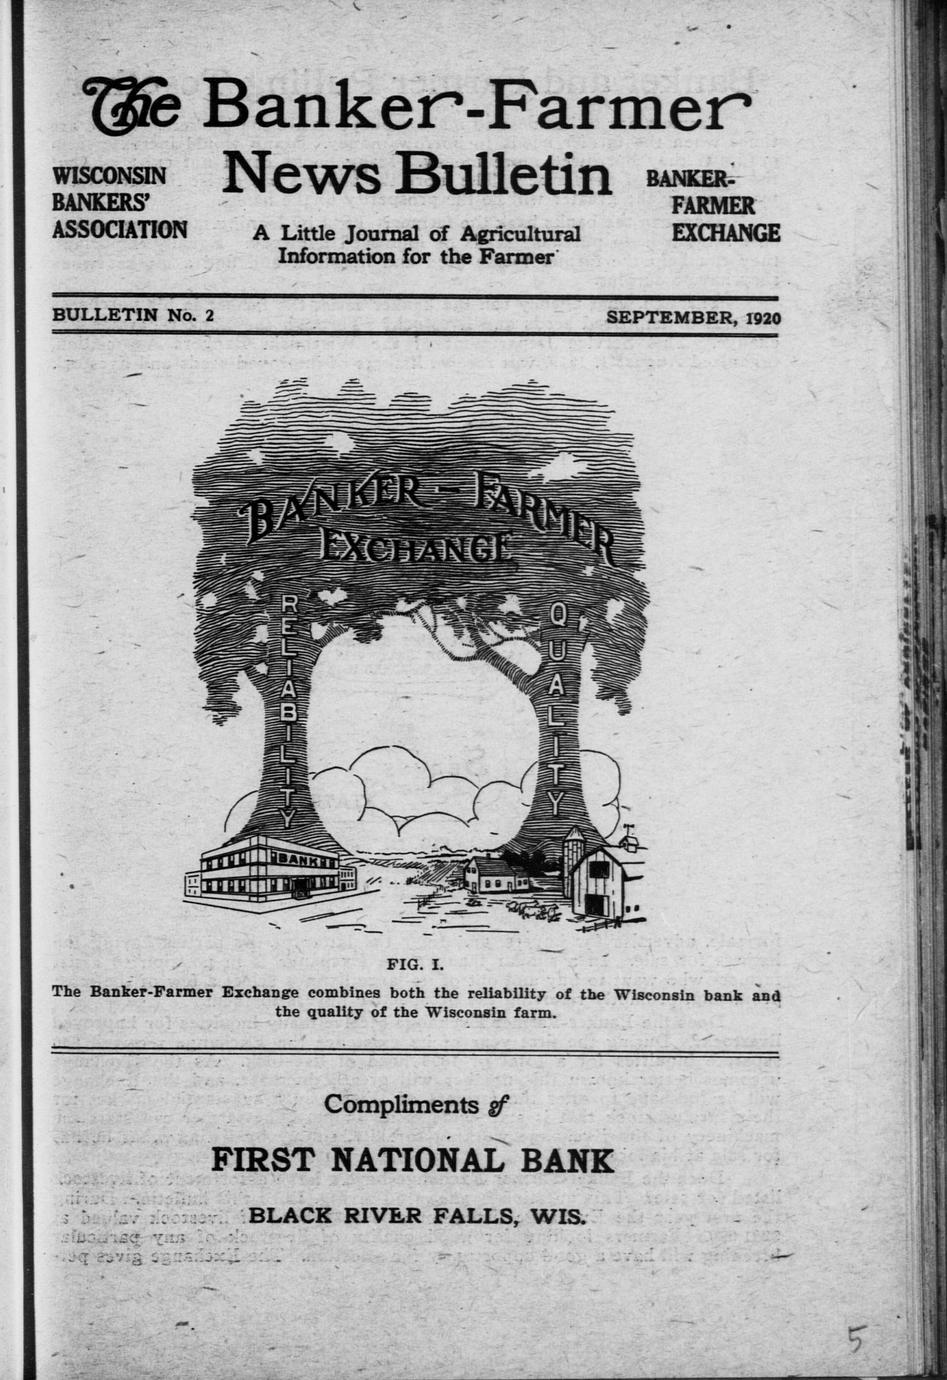 The Banker-Farmer
News Bulletin
WISCONSIN
BANKERS'
ASSOCIATION
A Little Journal of Agricultural
Information for the Farmer
BANKER-
FARMER
EXCHANGE
BULLETIN No. 2
SEPTEMBER, 1920
BANKER-FARMER
EXCHANGE
RELIABILITY
QUALITY
BANK
FIG. I.
The Banker-Farmer Exchange combines both the reliability of the Wisconsin bank and
the quality of the Wisconsin farm.
Compliments of
FIRST NATIONAL BANK
BLACK RIVER FALLS, WIS.
5